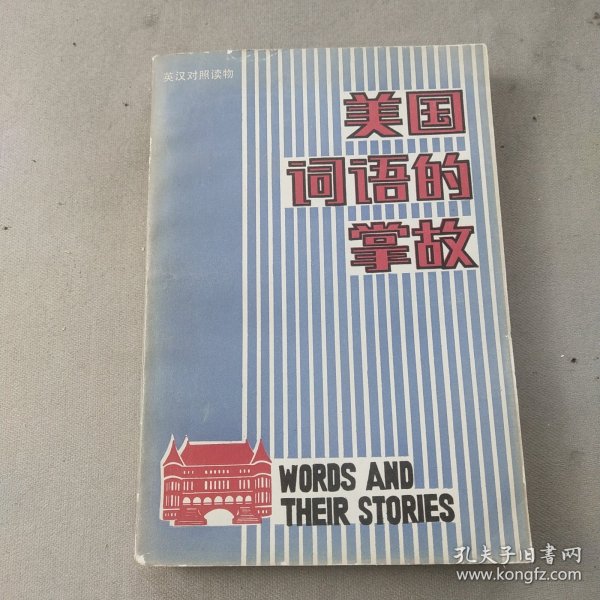 英汉对照读物
美国
词语的
掌故
WORDS AND
THEIR STORIES
孔夫子旧書网
www.kongfz.com